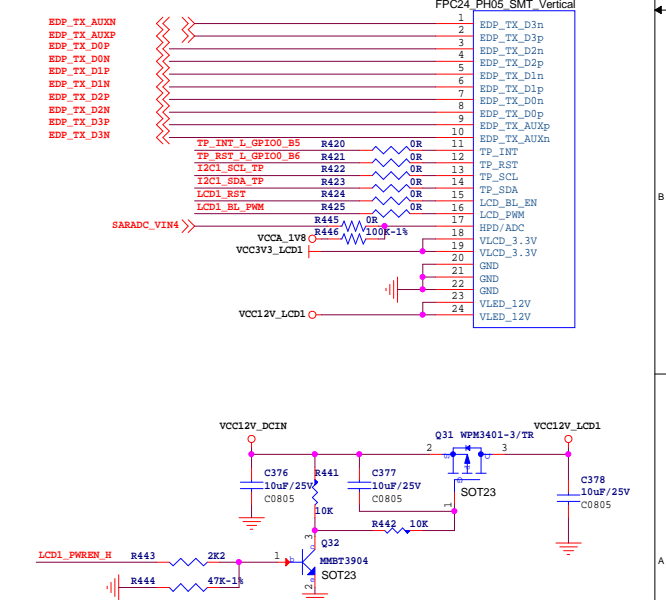 FPC24_PH05_SMT_Vertical
EDP_TX_AUXN 1 EDP_TX_D3n
EDP_TX_AUXP 2 EDP_TX_D3p
EDP_TX_D0P 3 EDP_TX_D2n
EDP_TX_D0N 4 EDP_TX_D2p
EDP_TX_D1P 5 EDP_TX_D1n
EDP_TX_D1N 6 EDP_TX_D1p
EDP_TX_D2P 7 EDP_TX_D0n
EDP_TX_D2N 8 EDP_TX_D0p
EDP_TX_D3P 9 EDP_TX_AUXp
EDP_TX_D3N 10 EDP_TX_AUXn
TP_INT_L_GPIO0_B5 R420 0R 11 TP_INT
TP_RST_L_GPIO0_B6 R421 0R 12 TP_RST
I2C1_SCL_TP R422 0R 13 TP_SCL
I2C1_SDA_TP R423 0R 14 TP_SDA
LCD1_RST R424 0R 15 LCD_BL_EN
LCD1_BL_PWM R425 0R 16 LCD_PWM
SARADC_VIN4 R445 0R 17 HPD/ADC
VCCA_1V8 R446 100K-1% 18 VLCD_3.3V
VCC3V3_LCD1 19 VLCD_3.3V
20 GND
21 GND
22 GND
23 VLED_12V
VCC12V_LCD1 24 VLED_12V
B
VCC12V_DCIN VCC12V_LCD1
Q31 WPM3401-3/TR
2 3
C376 R441 C377 C378
10uF/25V 10uF/25V 10uF/25V
C0805 C0805 C0805
SOT23
1
10K
R442 10K
3
Q32
LCD1_PWREN_H R443 2K2 1 MMBT3904
SOT23
R444 47K-1%
2
A